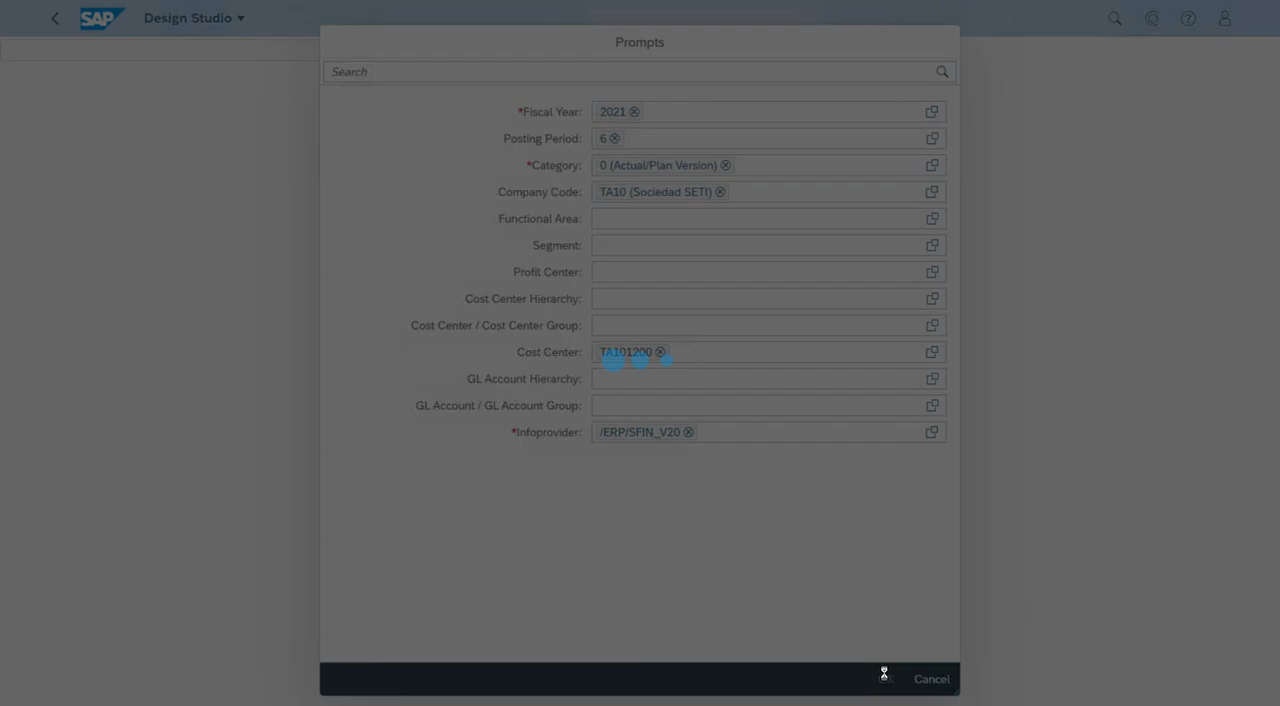 SAP Design Studio
Prompts
Search
*Fiscal Year: 2021
Posting Period: 6
*Category: 0 (Actual/Plan Version)
Company Code: TA10 (Sociedad SETI)
Functional Area:
Segment:
Profit Center:
Cost Center Hierarchy:
Cost Center / Cost Center Group:
Cost Center: TA101200
GL Account Hierarchy:
GL Account / GL Account Group:
*Infoprovider: /ERP/SFIN_V20
Cancel